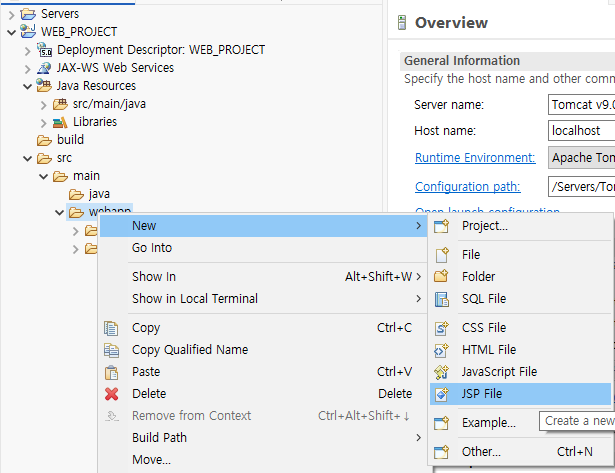 Servers
WEB_PROJECT
5.0 Deployment Descriptor: WEB_PROJECT
JAX-WS Web Services
Java Resources
src/main/java
Libraries
build
src
main
java
webapp
Overview
General Information
Specify the host name and other comm
Server name: Tomcat v9.0
Host name: localhost
Runtime Environment: Apache Tom
Configuration path: /Servers/Tom
Open launch configuration
New
Go Into
Show In Alt+Shift+W
Show in Local Terminal
Copy Ctrl+C
Copy Qualified Name
Paste Ctrl+V
Delete Delete
Remove from Context Ctrl+Alt+Shift+↓
Build Path
Move...
Project...
File
Folder
SQL File
CSS File
HTML File
JavaScript File
JSP File
Example...
Create a new
Other... Ctrl+N